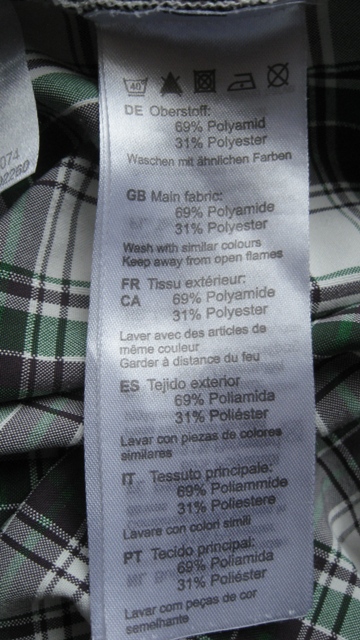 40
DE Oberstoff:
69% Polyamid
31% Polyester
Waschen mit ähnlichen Farben
GB Main fabric:
69% Polyamide
31% Polyester
Wash with similar colours
Keep away from open flames
FR Tissu extérieur:
CA 69% Polyamide
31% Polyester
Laver avec des articles de
même couleur
Garder à distance du feu
ES Tejido exterior
69% Poliamida
31% Poliéster
Lavar con piezas de colores
similares
IT Tessuto principale:
69% Poliammide
31% Poliestere
Lavare con colori simili
PT Tecido principal:
69% Poliamida
31% Poliéster
Lavar com peças de cor
semelhante